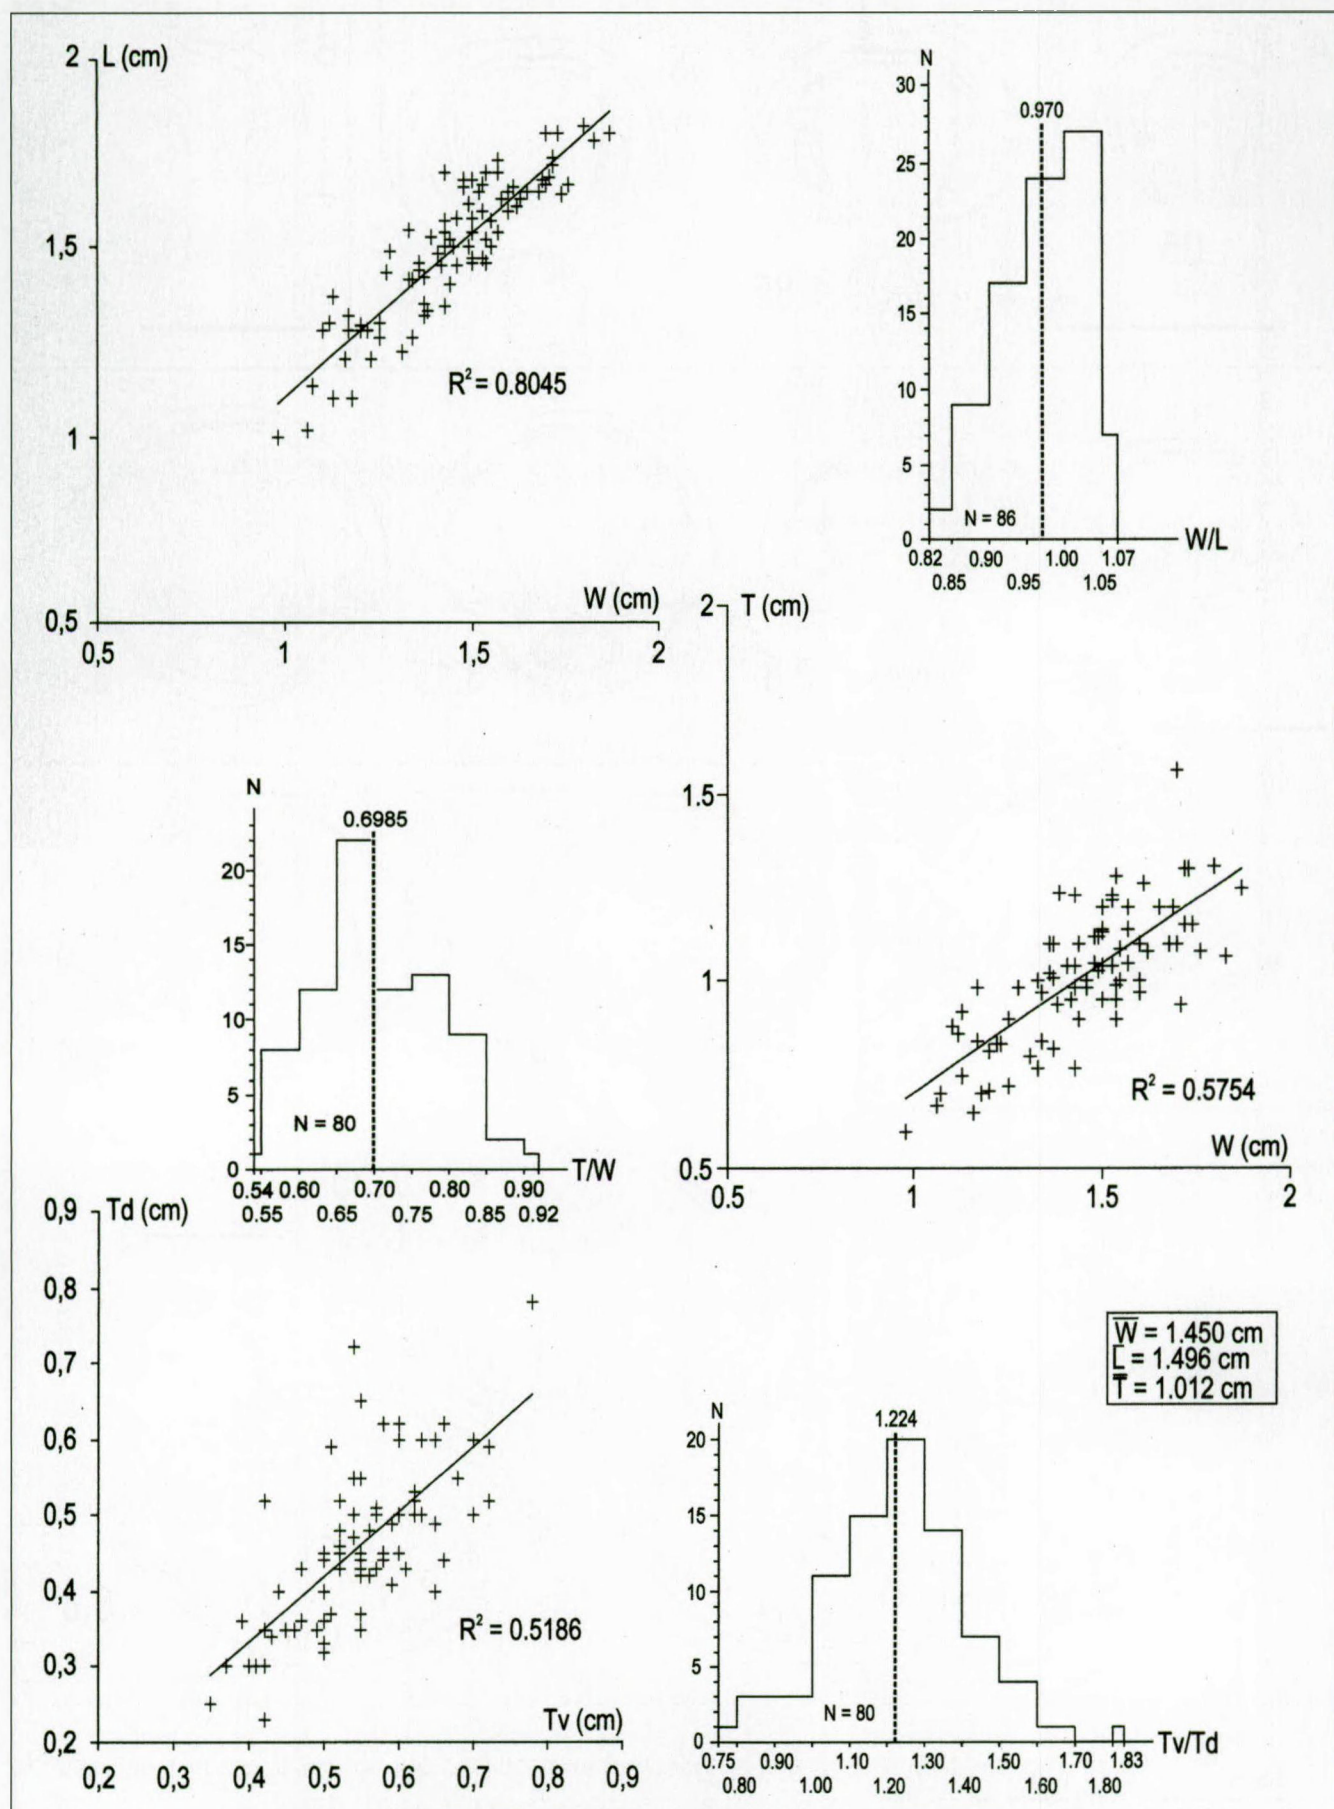 2 L (cm)
1.5
1
0,5
R² = 0.8045
W (cm)
0,5 1 1,5 2
N
30
25
20
15
10
5
0
0.970
N = 86
W/L
0.82 0.90 1.00 1.07
0.85 0.95 1.05
N
20
15
10
5
0
0.6985
N = 80
T/W
0.54 0.60 0.70 0.80 0.90
0.55 0.65 0.75 0.85 0.92
2 T (cm)
1.5
1
0.5
R² = 0.5754
W (cm)
0.5 1 1.5 2
0,9 Td (cm)
0,8
0,7
0,6
0,5
0,4
0,3
0,2
R² = 0.5186
Tv (cm)
0,2 0,3 0,4 0,5 0,6 0,7 0,8 0,9
W̅ = 1.450 cm
L̅ = 1.496 cm
T̅ = 1.012 cm
N
20
15
10
5
0
1.224
N = 80
Tv/Td
0.75 0.90 1.10 1.30 1.50 1.70 1.83
0.80 1.00 1.20 1.40 1.60 1.80